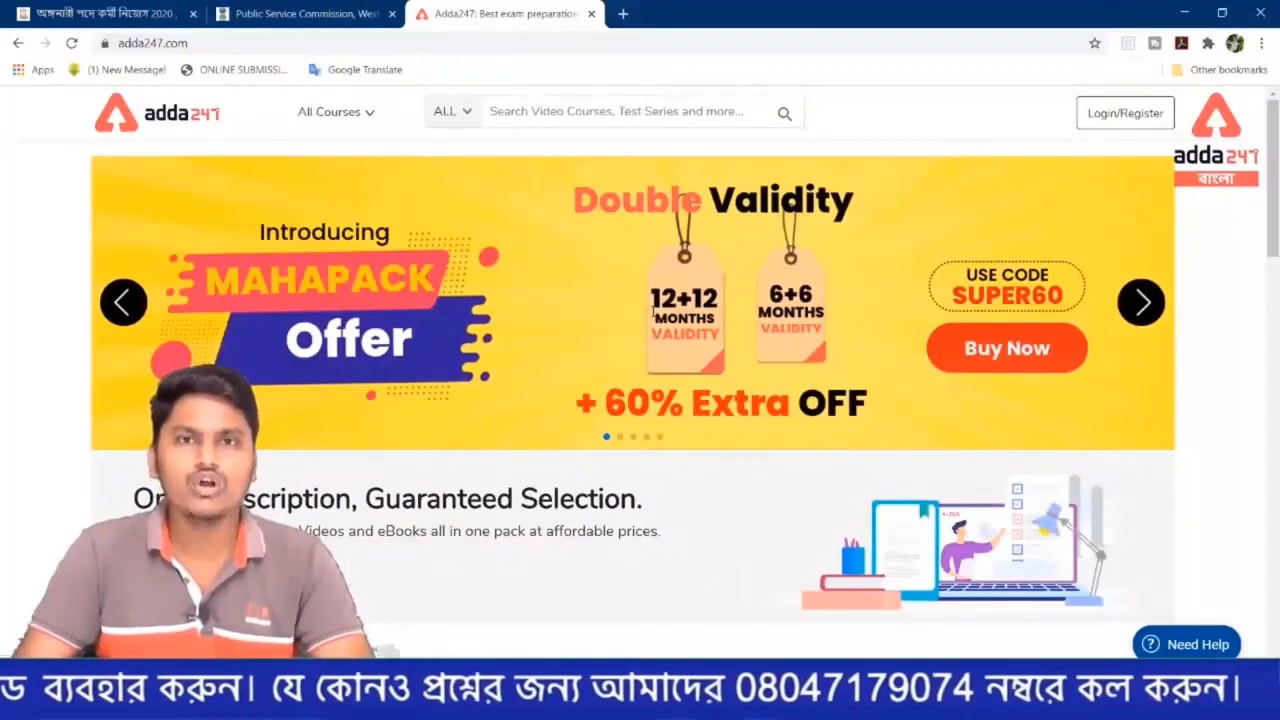 অঙ্গনারী পদে কর্মী নিয়োগ 2020
Public Service Commission, West
Adda247: Best exam preparation
adda247.com
Apps
(1) New Message!
ONLINE SUBMISSI...
Google Translate
Other bookmarks
adda247
All Courses
ALL
Search Video Courses, Test Series and more...
Login/Register
adda247
বাংলা
Introducing
MAHAPACK
Offer
Double Validity
12+12
MONTHS
VALIDITY
6+6
MONTHS
VALIDITY
+ 60% Extra OFF
USE CODE
SUPER60
Buy Now
scription, Guaranteed Selection.
Videos and eBooks all in one pack at affordable prices.
Need Help
ড ব্যবহার করুন। যে কোনও প্রশ্নের জন্য আমাদের 08047179074 নম্বরে কল করুন।